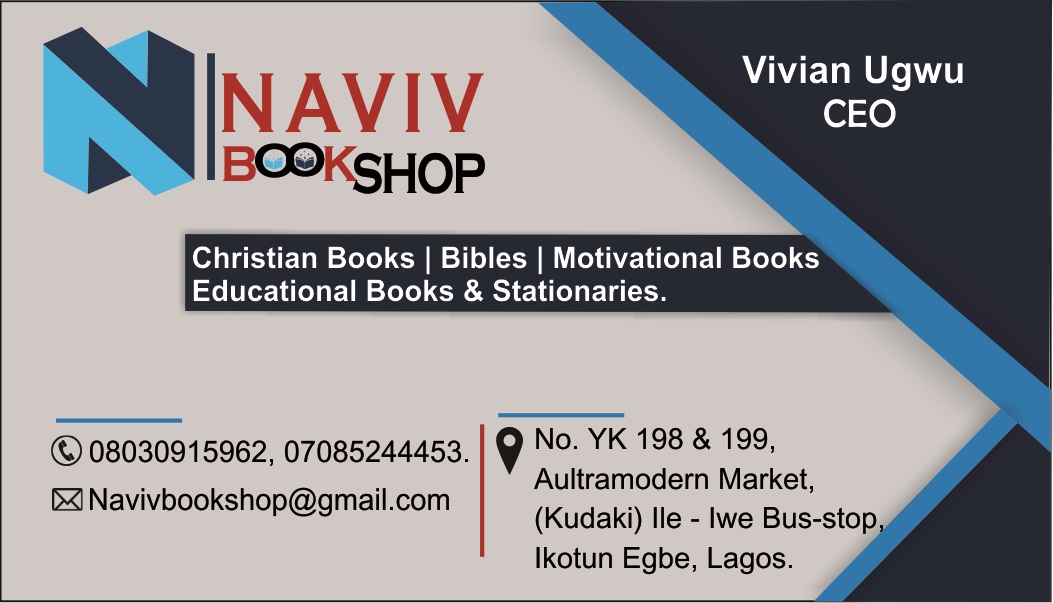 NAVIV
BOOKSHOP
Vivian Ugwu
CEO
Christian Books | Bibles | Motivational Books
Educational Books & Stationaries.
08030915962, 07085244453.
Navivbookshop@gmail.com
No. YK 198 & 199,
Aultramodern Market,
(Kudaki) Ile - Iwe Bus-stop,
Ikotun Egbe, Lagos.